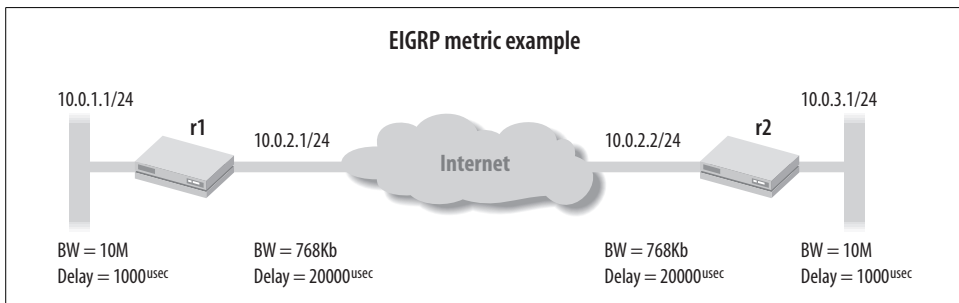 EIGRP metric example
10.0.1.1/24
r1
10.0.2.1/24
Internet
10.0.2.2/24
r2
10.0.3.1/24
BW = 10M
Delay = 1000usec
BW = 768Kb
Delay = 20000usec
BW = 768Kb
Delay = 20000usec
BW = 10M
Delay = 1000usec